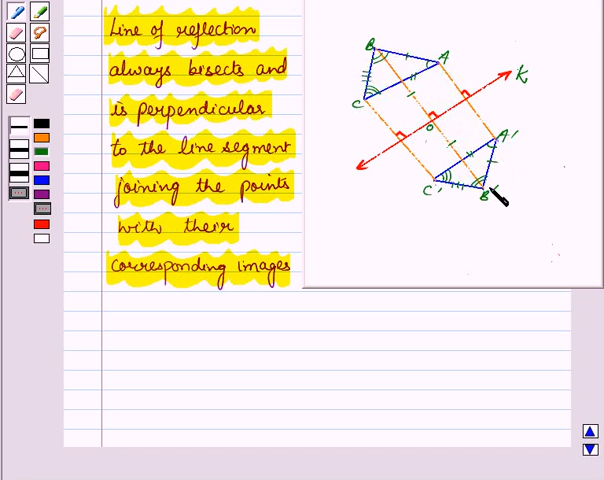 Line of reflection
always bisects and
is perpendicular
to the line segment
joining the points
with their
corresponding images
B
A
K
C
O
A'
C'
B'